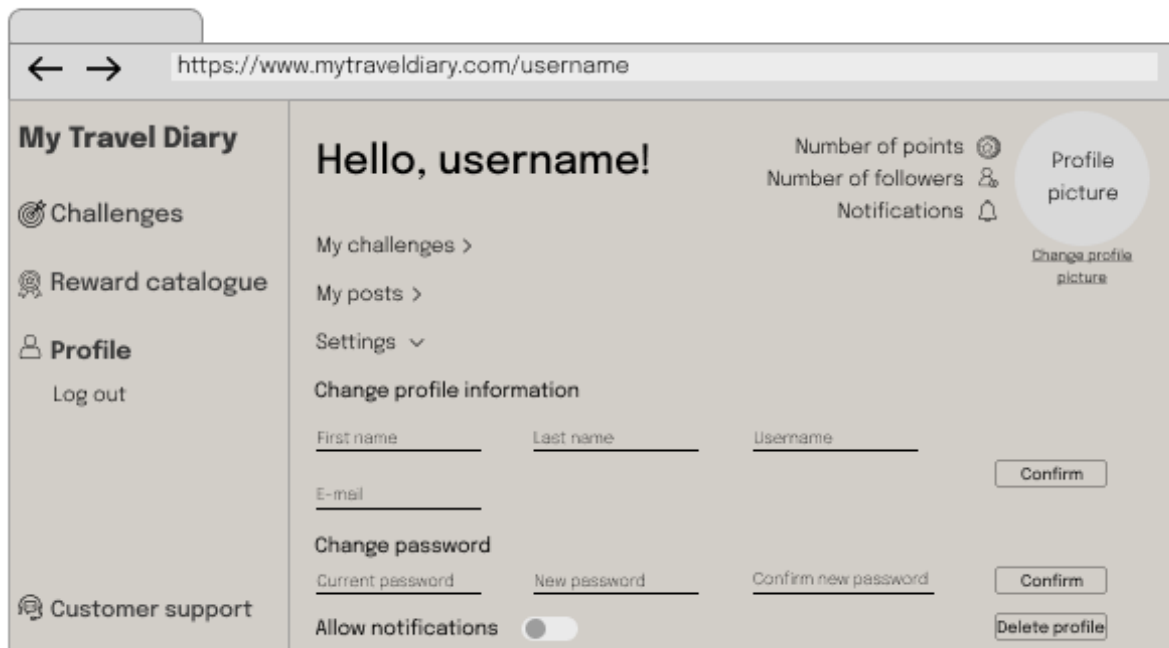 https://www.mytraveldiary.com/username
My Travel Diary
Challenges
Reward catalogue
Profile
Log out
Customer support
Hello, username!
Number of points
Number of followers
Notifications
Profile
picture
Change profile
picture
My challenges >
My posts >
Settings
Change profile information
First name
Last name
Username
E-mail
Confirm
Change password
Current password
New password
Confirm new password
Confirm
Allow notifications
Delete profile